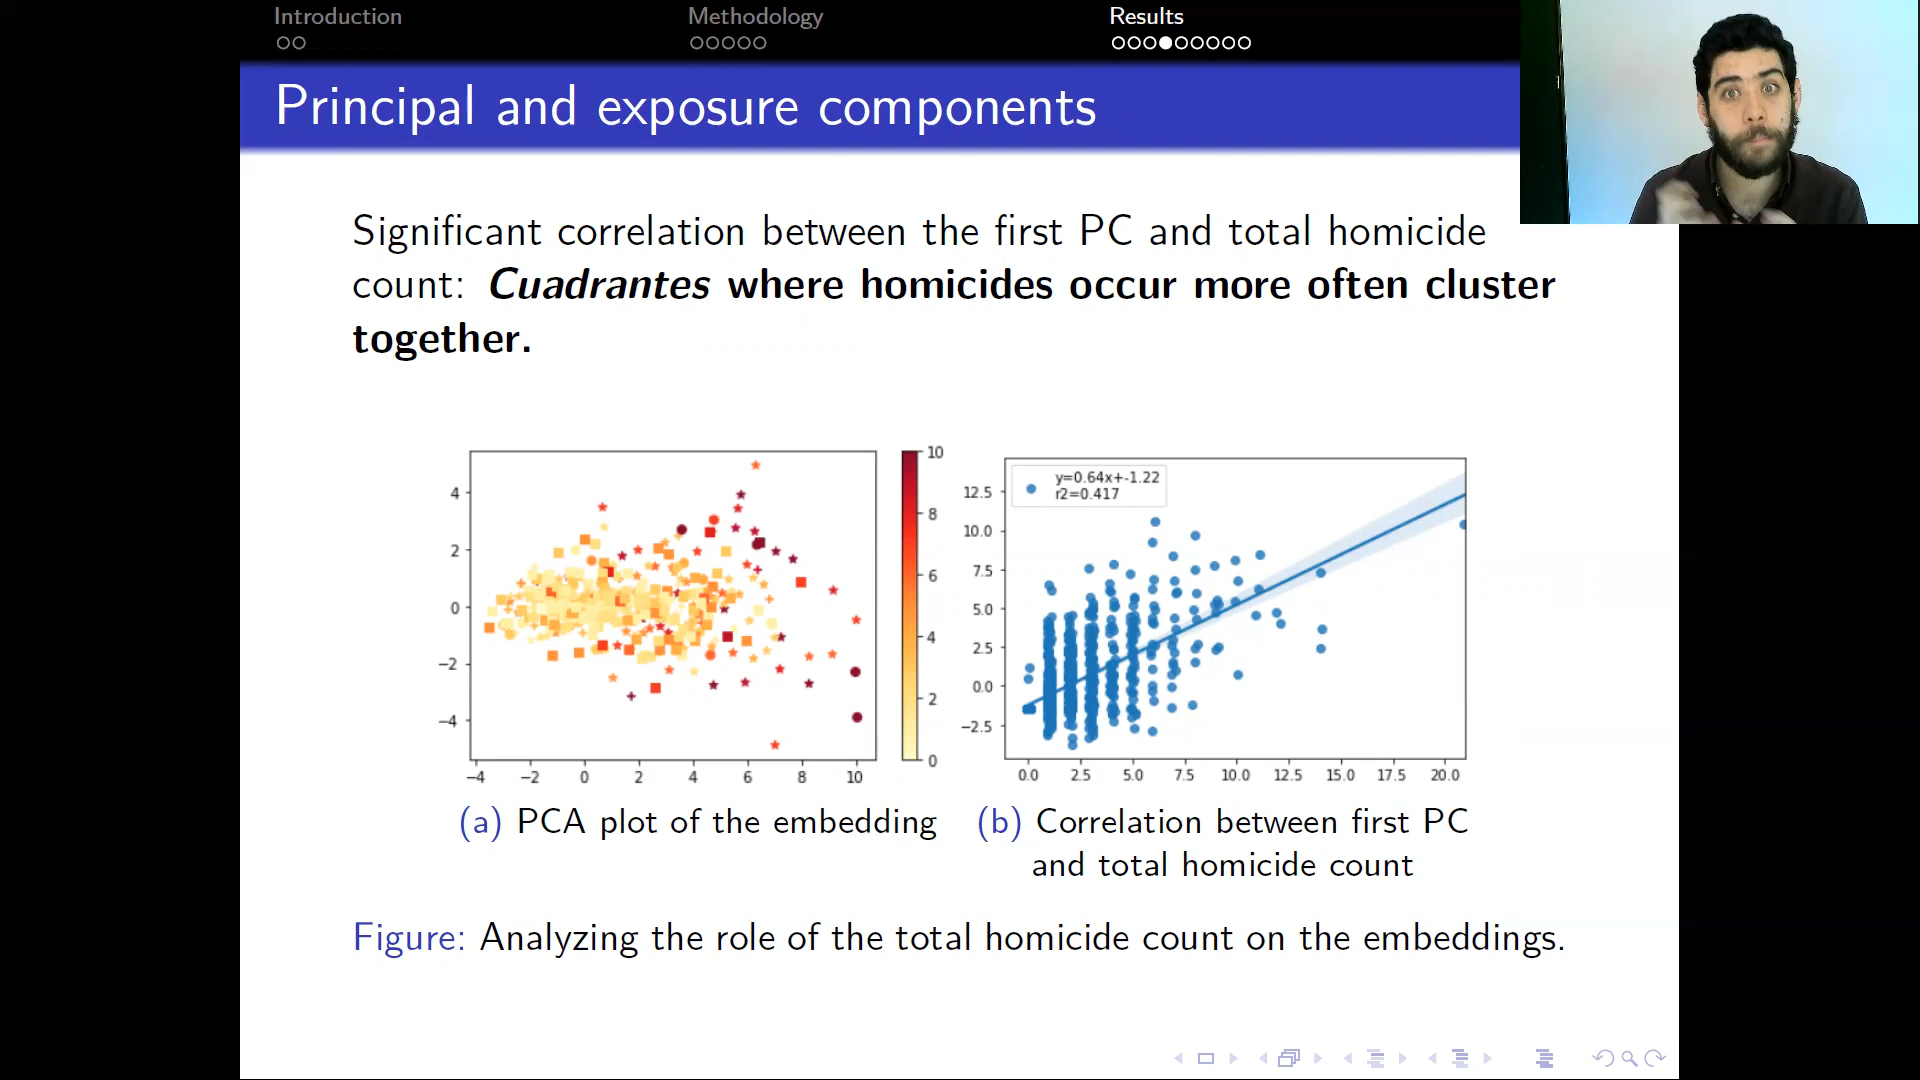 Introduction
Methodology
Results
Principal and exposure components
Significant correlation between the first PC and total homicide
count: Cuadrantes where homicides occur more often cluster
together.
4
2
0
−2
−4
−4 −2 0 2 4 6 8 10
10
8
6
4
2
0
y=0.64x+-1.22
r2=0.417
12.5
10.0
7.5
5.0
2.5
0.0
−2.5
0.0 2.5 5.0 7.5 10.0 12.5 15.0 17.5 20.0
(a) PCA plot of the embedding
(b) Correlation between first PC
and total homicide count
Figure: Analyzing the role of the total homicide count on the embeddings.